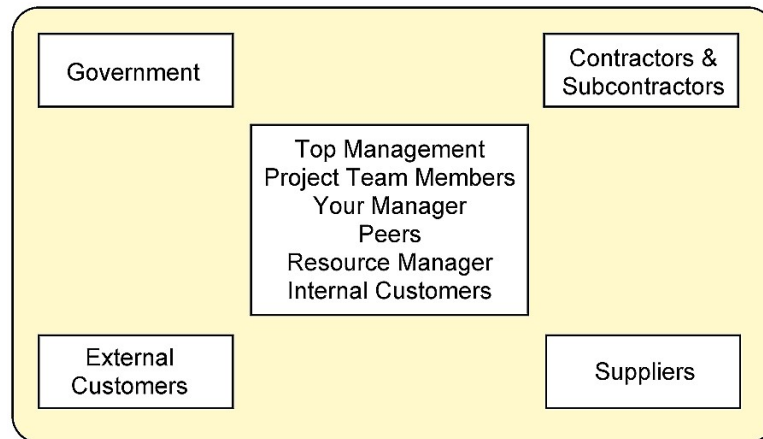 Government
Contractors &
Subcontractors
Top Management
Project Team Members
Your Manager
Peers
Resource Manager
Internal Customers
External
Customers
Suppliers